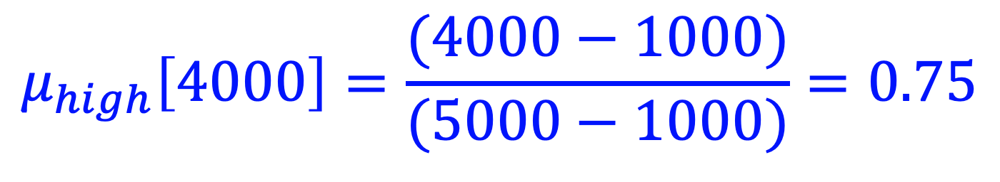 μ_high[4000] = (4000 − 1000) / (5000 − 1000) = 0.75